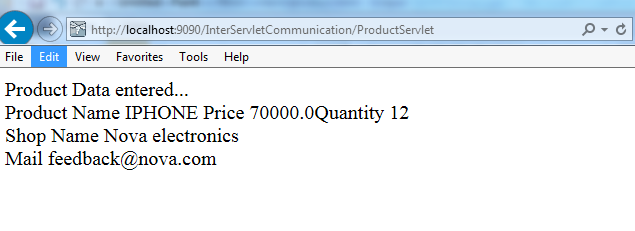 http://localhost:9090/InterServletCommunication/ProductServlet
File Edit View Favorites Tools Help
Product Data entered...
Product Name IPHONE Price 70000.0Quantity 12
Shop Name Nova electronics
Mail feedback@nova.com